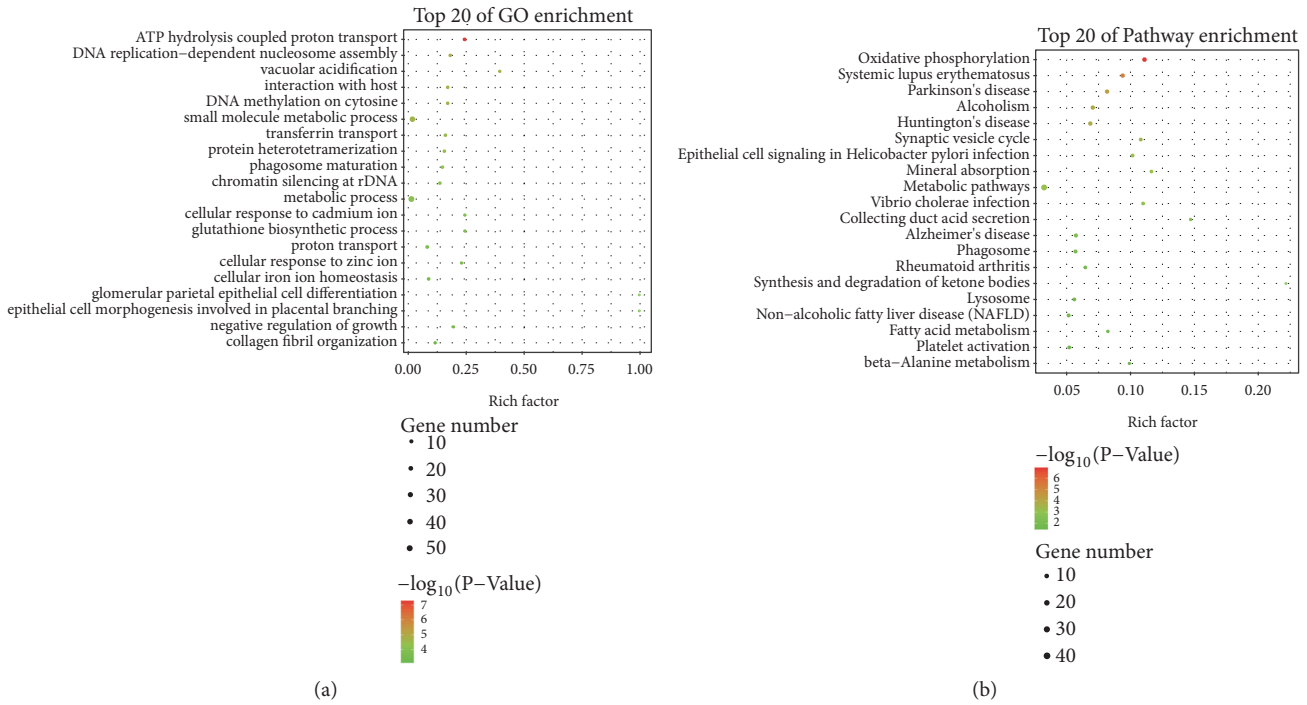 Top 20 of GO enrichment
ATP hydrolysis coupled proton transport
DNA replication−dependent nucleosome assembly
vacuolar acidification
interaction with host
DNA methylation on cytosine
small molecule metabolic process
transferrin transport
protein heterotetramerization
phagosome maturation
chromatin silencing at rDNA
metabolic process
cellular response to cadmium ion
glutathione biosynthetic process
proton transport
cellular response to zinc ion
cellular iron ion homeostasis
glomerular parietal epithelial cell differentiation
epithelial cell morphogenesis involved in placental branching
negative regulation of growth
collagen fibril organization
0.00 0.25 0.50 0.75 1.00
Rich factor
Gene number
10
20
30
40
50
−log10(P−Value)
7
6
5
4
(a)
Top 20 of Pathway enrichment
Oxidative phosphorylation
Systemic lupus erythematosus
Parkinson's disease
Alcoholism
Huntington's disease
Synaptic vesicle cycle
Epithelial cell signaling in Helicobacter pylori infection
Mineral absorption
Metabolic pathways
Vibrio cholerae infection
Collecting duct acid secretion
Alzheimer's disease
Phagosome
Rheumatoid arthritis
Synthesis and degradation of ketone bodies
Lysosome
Non−alcoholic fatty liver disease (NAFLD)
Fatty acid metabolism
Platelet activation
beta−Alanine metabolism
0.05 0.10 0.15 0.20
Rich factor
−log10(P−Value)
6
5
4
3
2
Gene number
10
20
30
40
(b)